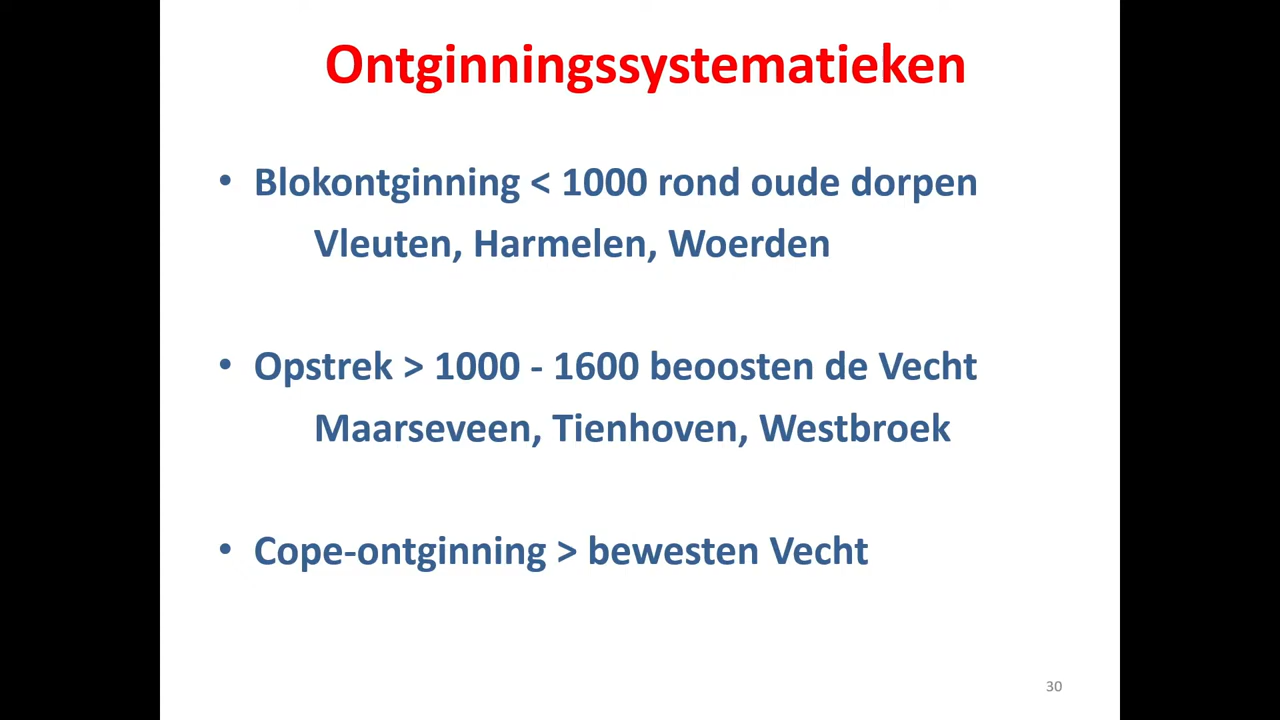 Ontginningssystematieken
• Blokontginning < 1000 rond oude dorpen
Vleuten, Harmelen, Woerden
• Opstrek > 1000 - 1600 beoosten de Vecht
Maarseveen, Tienhoven, Westbroek
• Cope-ontginning > bewesten Vecht
30